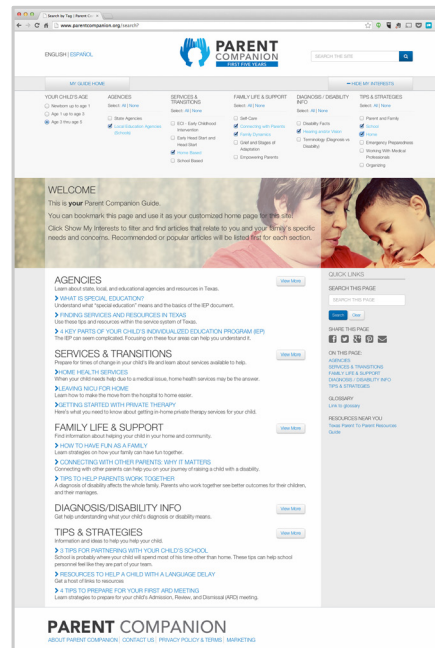 Search by Tag | Parent Co
www.parentcompanion.org/search?
ENGLISH | ESPAÑOL
PARENT
COMPANION
FIRST FIVE YEARS
SEARCH THE SITE
MY GUIDE HOME
HIDE MY INTERESTS
YOUR CHILD'S AGE
Newborn up to age 1
Age 1 up to age 3
Age 3 thru age 5
AGENCIES
Select: All | None
State Agencies
Local Education Agencies
(Schools)
SERVICES &
TRANSITIONS
Select: All | None
ECI - Early Childhood
Intervention
Early Head Start and
Head Start
Home Based
School Based
FAMILY LIFE & SUPPORT
Select: All | None
Self Care
Connecting with Parents
Family Dynamics
Grief and Stages of
Adaptation
Empowering Parents
DIAGNOSIS / DISABILITY
INFO
Select: All | None
Disability Facts
Hearing and/or Vision
Terminology (Diagnosis or
Disability)
TIPS & STRATEGIES
Select: All | None
Parent and Family
School
Home
Emergency Preparedness
Working With Medical
Professionals
Organizing
WELCOME
This is your Parent Companion Guide.
You can bookmark this page and use it as your customized home page for this site!
Click Show My Interests to filter and find articles that relate to you and your family's specific
needs and concerns. Recommended or popular articles will be listed first for each section.
AGENCIES
View More
Learn about state, local, and educational agencies and resources in Texas.
WHAT IS SPECIAL EDUCATION?
Understand what "special education" means and the basics of the IEP document.
FINDING SERVICES AND RESOURCES IN TEXAS
Use these tips and resources within the service system of Texas.
4 KEY PARTS OF YOUR CHILD'S INDIVIDUALIZED EDUCATION PROGRAM (IEP)
The IEP can seem complicated. Focusing on these four areas can help you understand it.
SERVICES & TRANSITIONS
View More
Prepare for times of change in your child's life and learn about services available to help.
HOME HEALTH SERVICES
When your child needs help due to a medical issue, home health services may be the answer.
LEAVING NICU FOR HOME
Learn how to make the move from the hospital to home easier.
GETTING STARTED WITH PRIVATE THERAPY
Here's what you need to know about getting in-home private therapy services for your child.
FAMILY LIFE & SUPPORT
View More
Find information about helping your child in your home and community.
HOW TO HAVE FUN AS A FAMILY
Learn strategies on how your family can have fun together.
CONNECTING WITH OTHER PARENTS: WHY IT MATTERS
Connecting with other parents can help you on your journey of raising a child with a disability.
TIPS TO HELP PARENTS WORK TOGETHER
A diagnosis of disability affects the whole family. Parents who work together see better outcomes for their children,
and their marriages.
DIAGNOSIS/DISABILITY INFO
View More
Get help understanding what your child's diagnosis or disability means.
TIPS & STRATEGIES
View More
Information and ideas to help you help your child.
3 TIPS FOR PARTNERING WITH YOUR CHILD'S SCHOOL
School is probably where your child will spend most of his time other than home. These tips can help school
personnel feel like they are part of your team.
RESOURCES TO HELP A CHILD WITH A LANGUAGE DELAY
Get a host of links to resources
4 TIPS TO PREPARE FOR YOUR FIRST ARD MEETING
Learn strategies to prepare for your child's Admission, Review, and Dismissal (ARD) meeting.
QUICK LINKS
SEARCH THIS PAGE
SEARCH THIS PAGE
Search
Clear
SHARE THIS PAGE
ON THIS PAGE:
AGENCIES
SERVICES & TRANSITIONS
FAMILY LIFE & SUPPORT
DIAGNOSIS / DISABILITY INFO
TIPS & STRATEGIES
GLOSSARY
Link to glossary
RESOURCES NEAR YOU
Texas Parent To Parent Resources
Guide
PARENT COMPANION
ABOUT PARENT COMPANION | CONTACT US | PRIVACY POLICY & TERMS | MARKETING